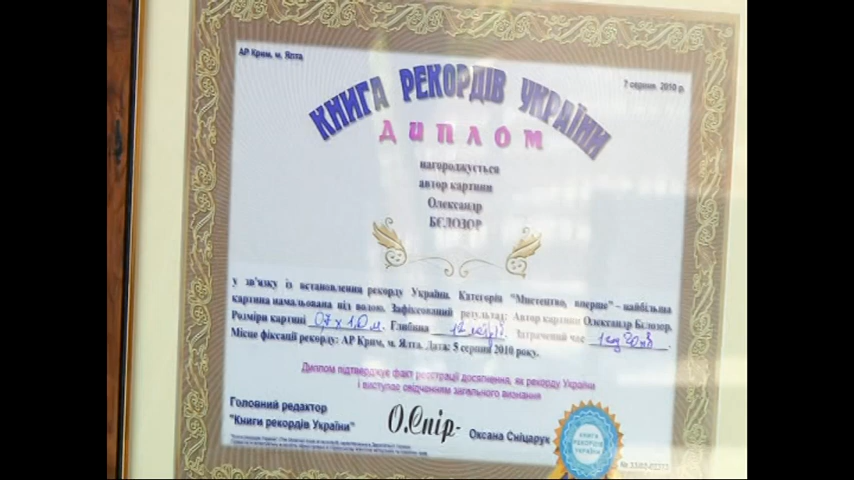 АР Крим, м. Ялта
7 серпня 2010 р.
КНИГА РЕКОРДІВ УКРАЇНИ
ДИПЛОМ
нагороджується
автор картини
Олександр
БЄЛОЗОР
у зв'язку із встановлення рекорду України. Категорія "Мистецтво, вперше" – найбільша
картина намальована під водою. Зафіксований результат: Автор картини Олександр Бєлозор.
Розміри картини 0,7 х 1,0 м. Глибина 12 Затрачений час 1 год 20 хв.
Місце фіксації рекорду: АР Крим, м. Ялта. Дата: 5 серпня 2010 року.
Диплом підтверджує факт реєстрації досягнення, як рекорду України
і виступає свідченням загального визнання
Головний редактор
"Книги рекордів України"
О.Снір-
Оксана Сніцарук
КНИГА
РЕКОРДІВ
УКРАЇНИ